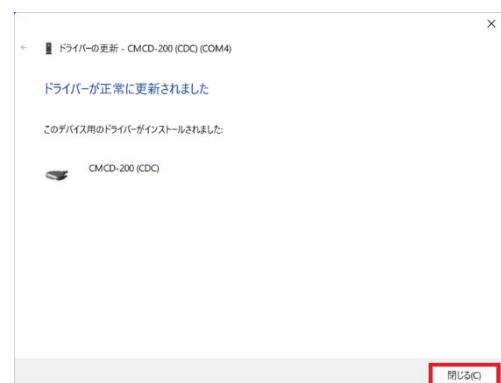 ドライバーの更新 - CMCD-200 (CDC) (COM4)
ドライバーが正常に更新されました
このデバイス用のドライバーがインストールされました:
CMCD-200 (CDC)
閉じる(C)